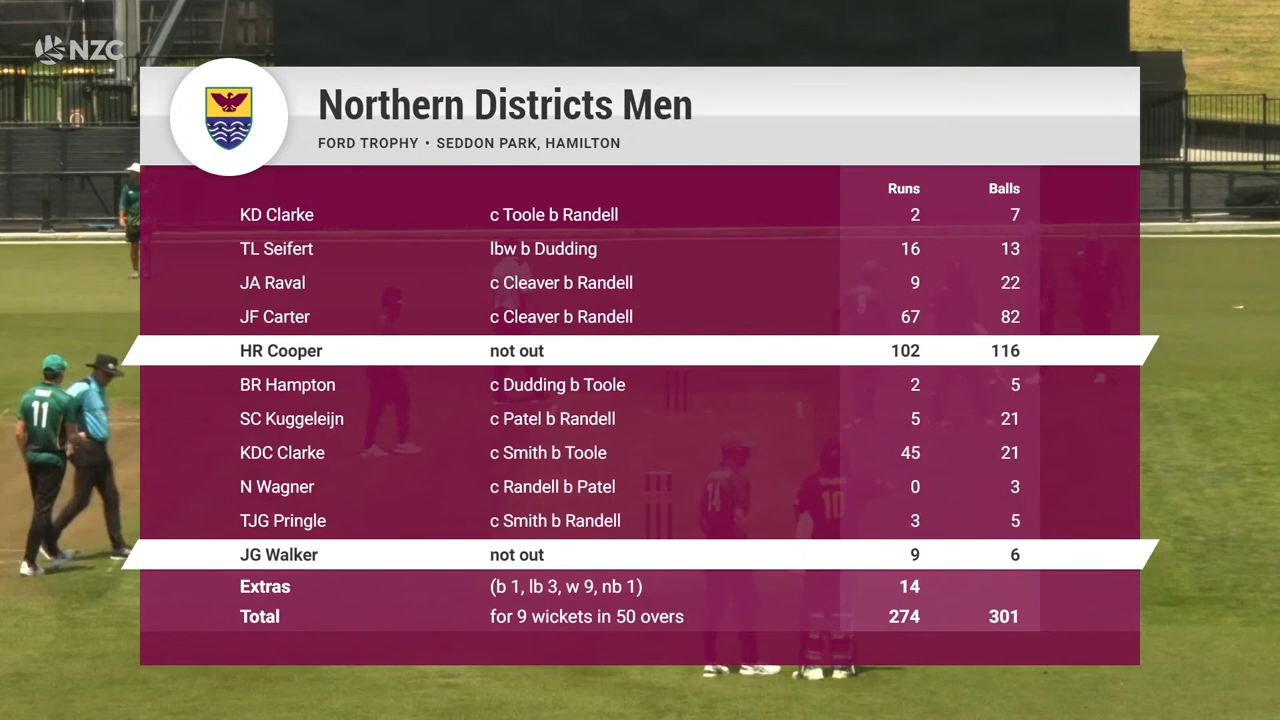 NZC
Northern Districts Men
FORD TROPHY • SEDDON PARK, HAMILTON
Runs Balls
KD Clarke c Toole b Randell 2 7
TL Seifert lbw b Dudding 16 13
JA Raval c Cleaver b Randell 9 22
JF Carter c Cleaver b Randell 67 82
HR Cooper not out 102 116
BR Hampton c Dudding b Toole 2 5
SC Kuggeleijn c Patel b Randell 5 21
KDC Clarke c Smith b Toole 45 21
N Wagner c Randell b Patel 0 3
TJG Pringle c Smith b Randell 3 5
JG Walker not out 9 6
Extras (b 1, lb 3, w 9, nb 1) 14
Total for 9 wickets in 50 overs 274 301
11
14
10